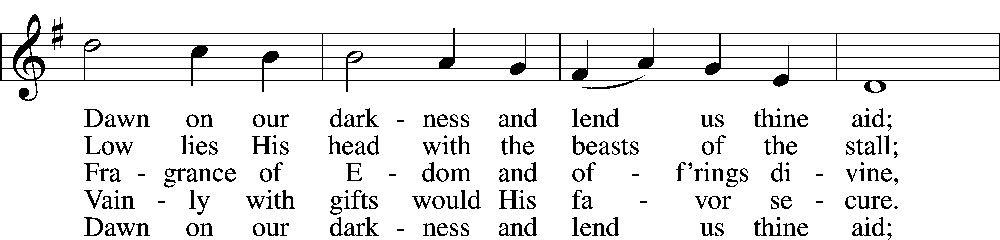 Dawn on our dark - ness and lend us thine aid;
Low lies His head with the beasts of the stall;
Fra - grance of E - dom and of - f'rings di - vine,
Vain - ly with gifts would His fa - vor se - cure.
Dawn on our dark - ness and lend us thine aid;